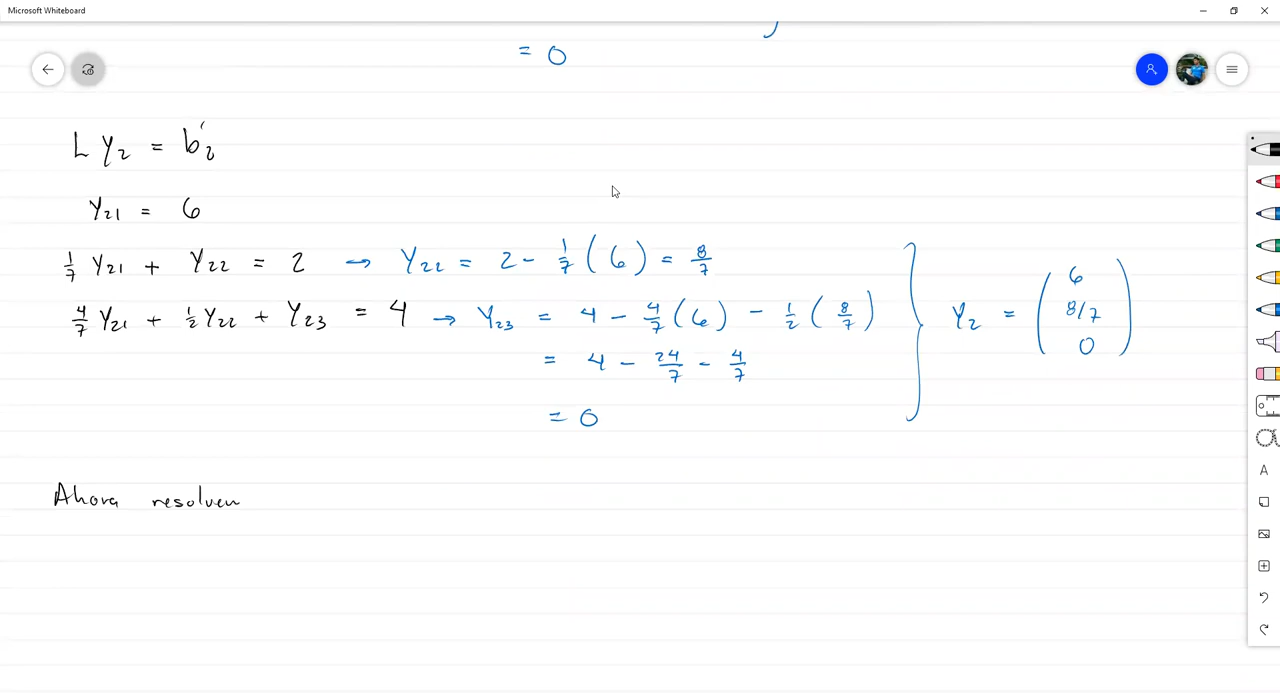 Microsoft Whiteboard
= 0
L y₂ = b'₂
y₂₁ = 6
1/7 y₂₁ + y₂₂ = 2 → y₂₂ = 2 - 1/7 (6) = 8/7
4/7 y₂₁ + 1/2 y₂₂ + y₂₃ = 4 → y₂₃ = 4 - 4/7 (6) - 1/2 (8/7)
= 4 - 24/7 - 4/7
= 0
y₂ = (6
8/7
0)
Ahora resolvem
A